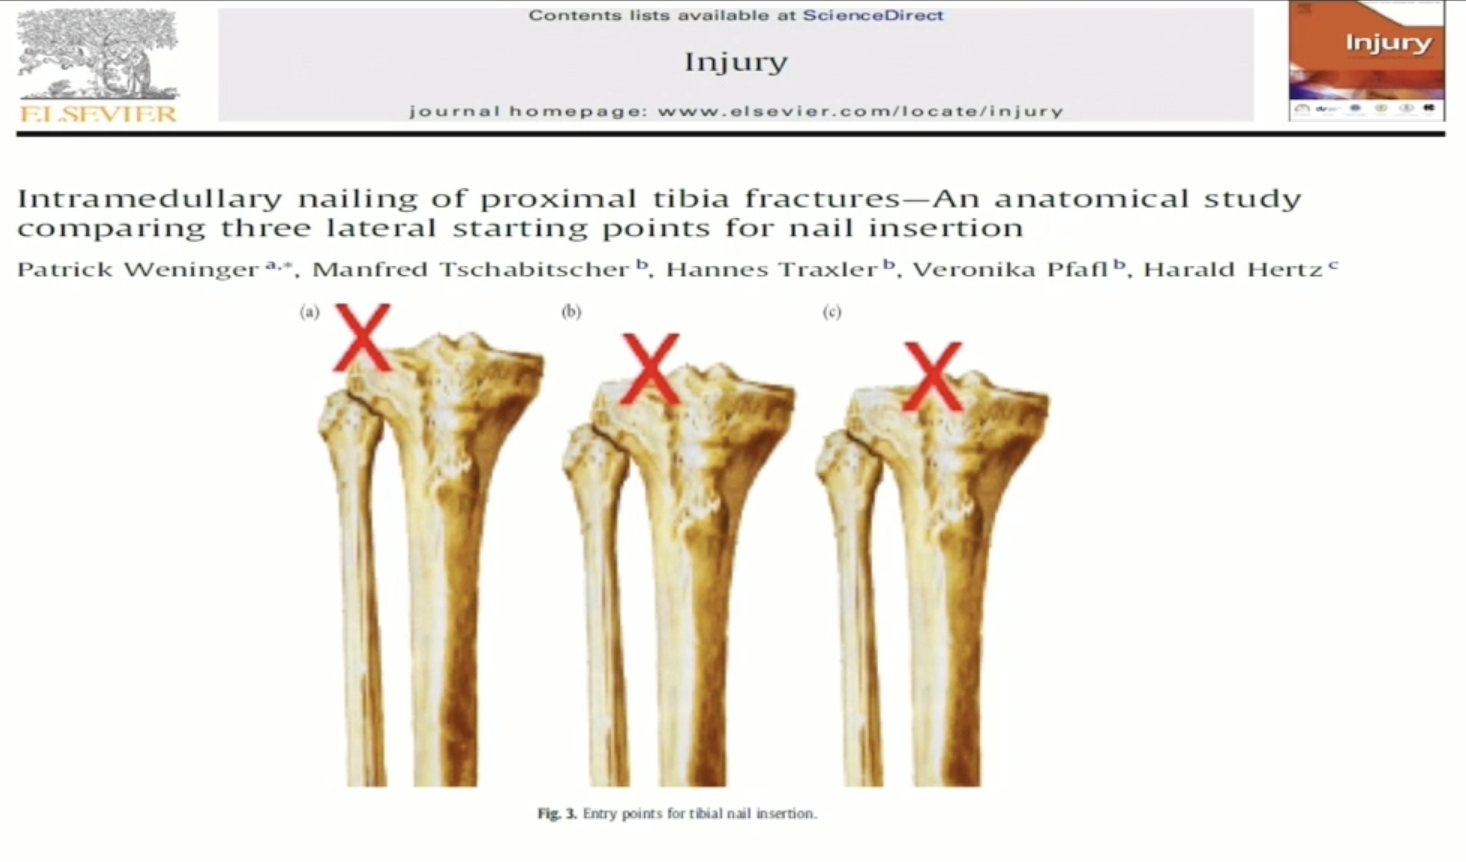 Contents lists available at ScienceDirect
Injury
journal homepage: www.elsevier.com/locate/injury
ELSEVIER
Injury
Intramedullary nailing of proximal tibia fractures—An anatomical study
comparing three lateral starting points for nail insertion
Patrick Weninger a,*, Manfred Tschabitscher b, Hannes Traxler b, Veronika Pfafl b, Harald Hertz c
(a)
X
(b)
X
(c)
X
Fig. 3. Entry points for tibial nail insertion.